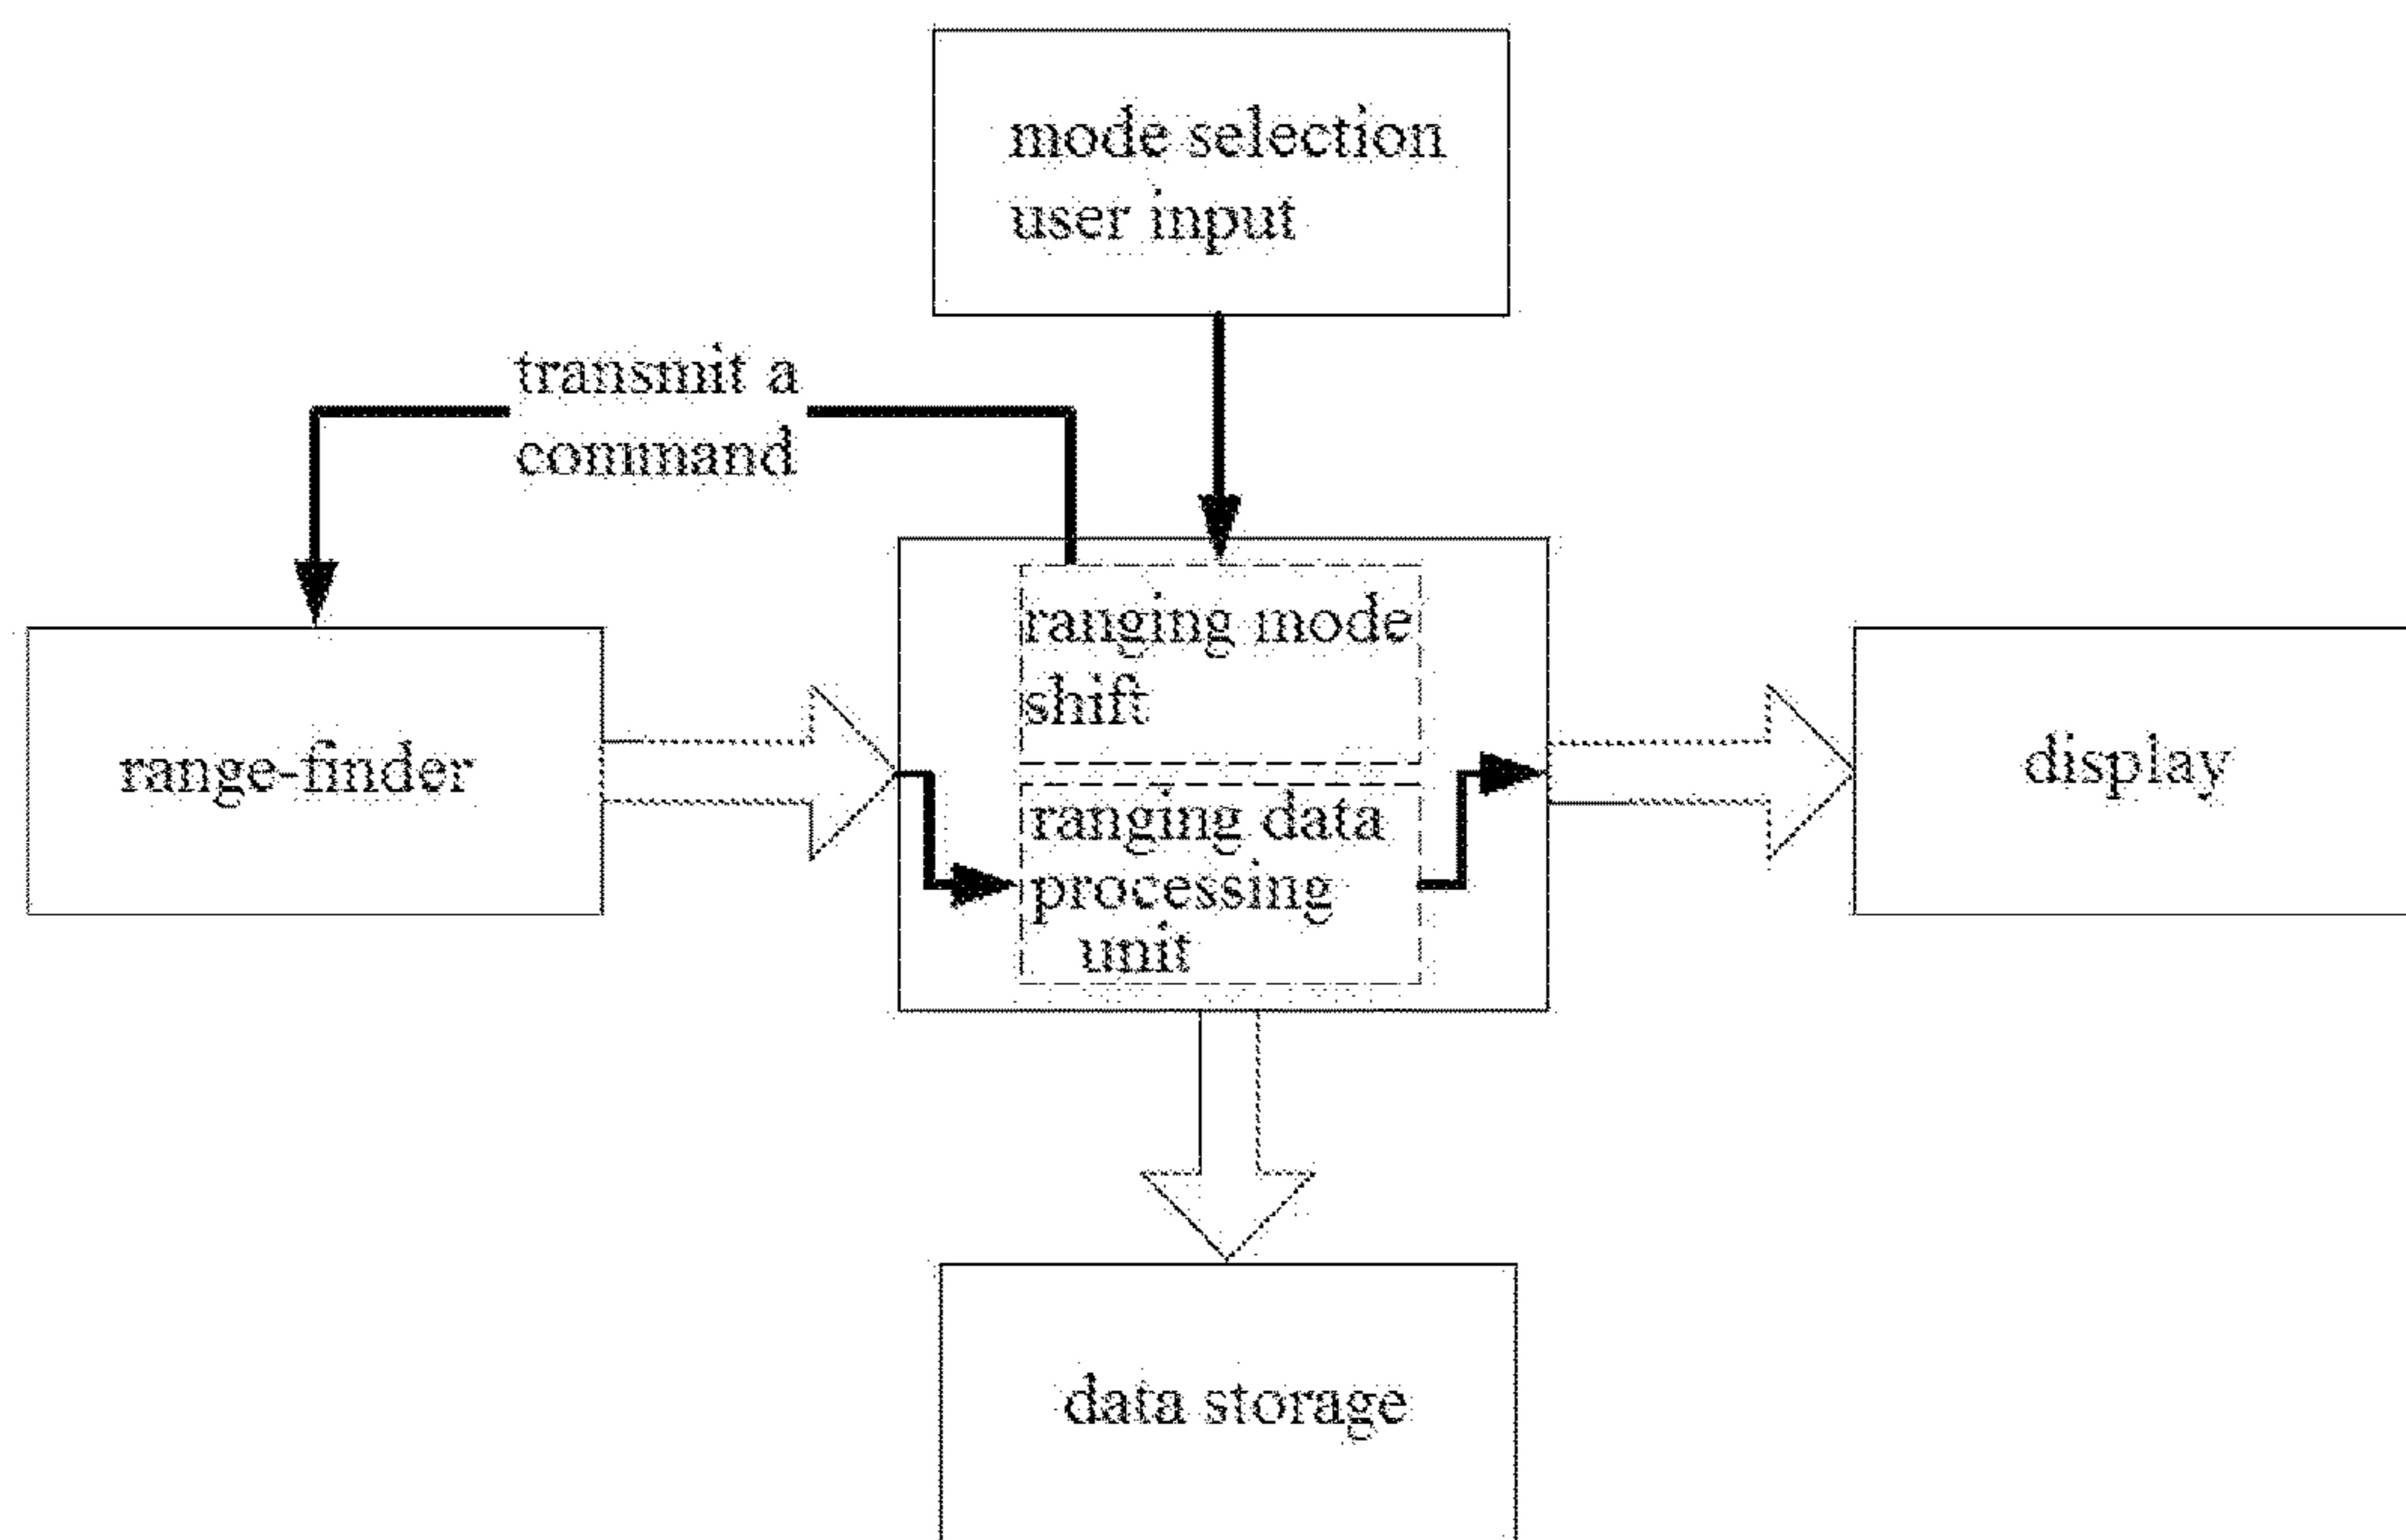 mode selection
user input
transmit a
command
ranging mode
shift
range-finder
ranging data
processing
unit
display
data storage